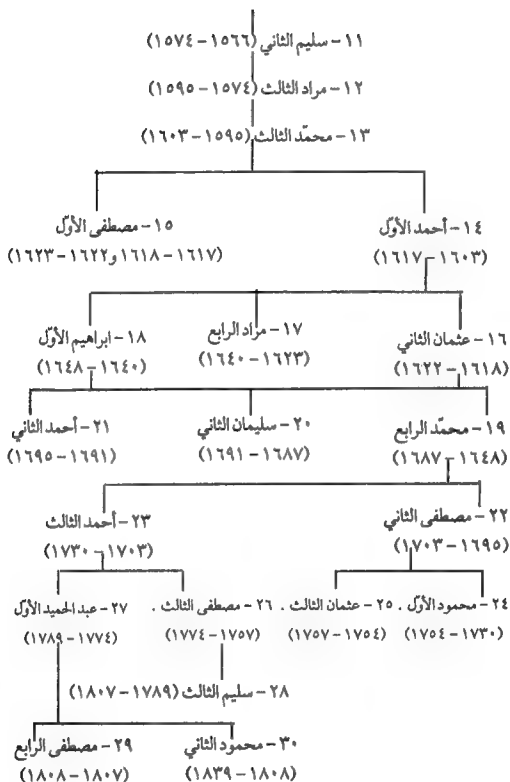 ١١- سليم الثاني (١٥٦٦-١٥٧٤)
١٢- مراد الثالث (١٥٧٤-١٥٩٥)
١٣- محمّد الثالث (١٥٩٥-١٦٠٣)
١٤- أحمد الأوّل ١٥- مصطفى الأوّل
(١٦٠٣-١٦١٧) (١٦١٧-١٦١٨ و١٦٢٢-١٦٢٣)
١٦- عثمان الثاني ١٧- مراد الرابع ١٨- ابراهيم الأوّل
(١٦١٨-١٦٢٢) (١٦٢٣-١٦٤٠) (١٦٤٠-١٦٤٨)
١٩- محمّد الرابع ٢٠- سليمان الثاني ٢١- أحمد الثاني
(١٦٤٨-١٦٨٧) (١٦٨٧-١٦٩١) (١٦٩١-١٦٩٥)
٢٢- مصطفى الثاني ٢٣- أحمد الثالث
(١٦٩٥-١٧٠٣) (١٧٠٣-١٧٣٠)
٢٤- محمود الأوّل . ٢٥- عثمان الثالث . ٢٦- مصطفى الثالث . ٢٧- عبد الحميد الأوّل
(١٧٣٠-١٧٥٤) (١٧٥٤-١٧٥٧) (١٧٥٧-١٧٧٤) (١٧٧٤-١٧٨٩)
٢٨- سليم الثالث (١٧٨٩-١٨٠٧)
٣٠- محمود الثاني ٢٩- مصطفى الرابع
(١٨٠٨-١٨٣٩) (١٨٠٧-١٨٠٨)